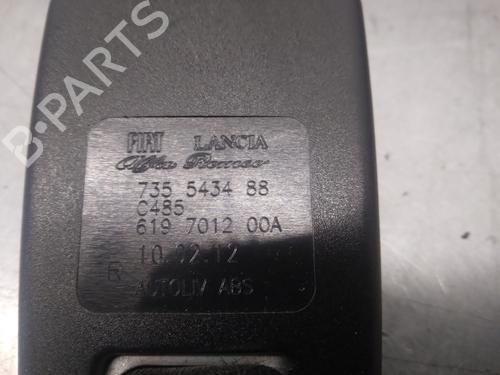 B-PARTS
FIAT LANCIA
Alfa Romeo
735 5434 88
C485
619 7012 00A
10.02.12
R
AUTOLIV ABS